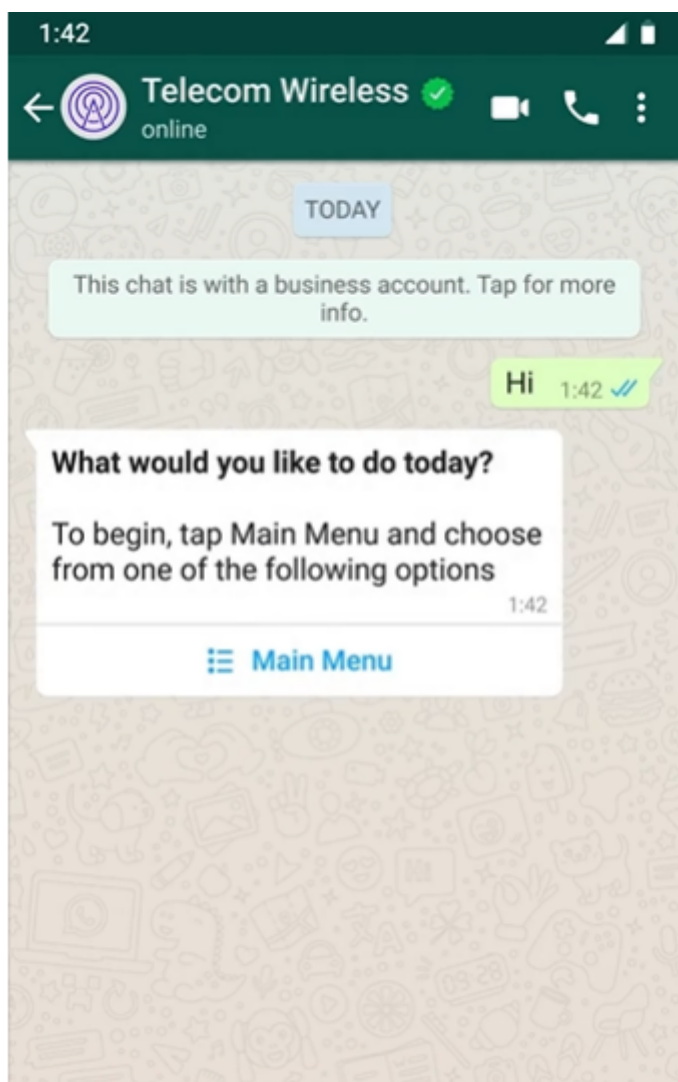 1:42
Telecom Wireless
online
TODAY
This chat is with a business account. Tap for more
info.
Hi 1:42
What would you like to do today?
To begin, tap Main Menu and choose
from one of the following options
1:42
Main Menu